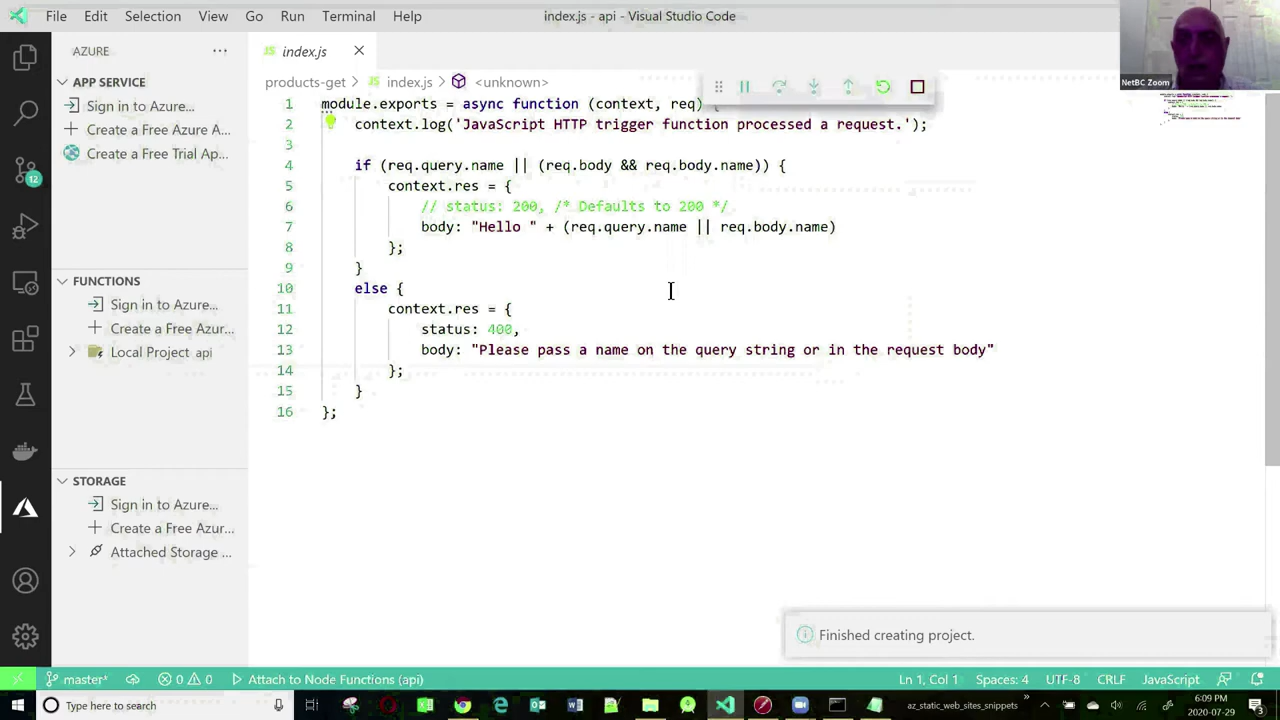 File Edit Selection View Go Run Terminal Help index.js - api - Visual Studio Code
AZURE ···
JS index.js ×
APP SERVICE
Sign in to Azure...
Create a Free Azure A...
Create a Free Trial Ap...
12
FUNCTIONS
Sign in to Azure...
Create a Free Azur...
Local Project api
STORAGE
Sign in to Azure...
Create a Free Azur...
Attached Storage ...
products-get > JS index.js > <unknown>
1 module.exports = function (context, req)
2 context.log(' HTTP trigger function processed a request.');
3
4 if (req.query.name || (req.body && req.body.name)) {
5 context.res = {
6 // status: 200, /* Defaults to 200 */
7 body: "Hello " + (req.query.name || req.body.name)
8 };
9 }
10 else {
11 context.res = {
12 status: 400,
13 body: "Please pass a name on the query string or in the request body"
14 };
15 }
16 };
NetBC Zoom
Finished creating project.
master* 0 0 Attach to Node Functions (api) Ln 1, Col 1 Spaces: 4 UTF-8 CRLF JavaScript
Type here to search az_static_web_sites_snippets 6:09 PM
2020-07-29 3